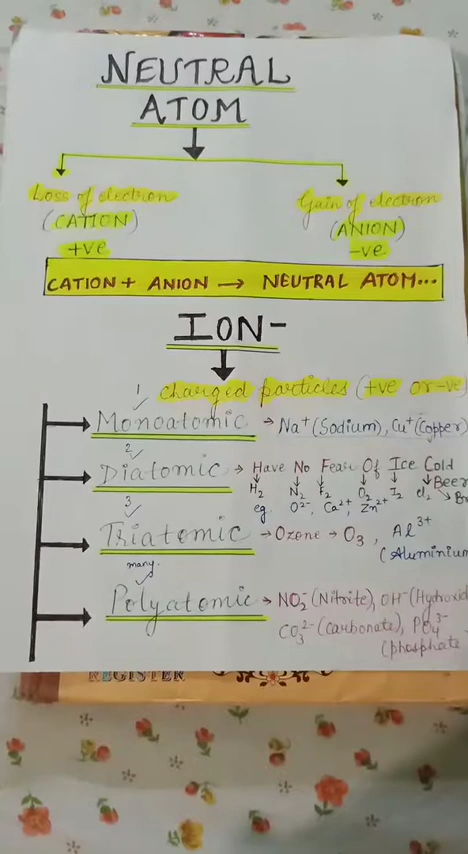 NEUTRAL
ATOM
Loss of electron
(CATION)
+ve
Gain of electron
(ANION)
-ve
CATION + ANION → NEUTRAL ATOM...
ION-
charged particles (+ve or -ve)
1
Monoatomic → Na⁺(Sodium), Cu⁺(Copper)
2
Diatomic → Have No Fear Of Ice Cold
Beer
H₂ N₂ F₂ O₂ I₂ Cl₂ Br
eg. O²⁻, Ca²⁺, Zn²⁺
3
Triatomic → Ozone → O₃, Al³⁺
(Aluminium
many
Polyatomic → NO₂⁻(Nitrite), OH⁻(Hydroxid
CO₃²⁻(Carbonate), PO₄³⁻
(phosphate
REGISTER